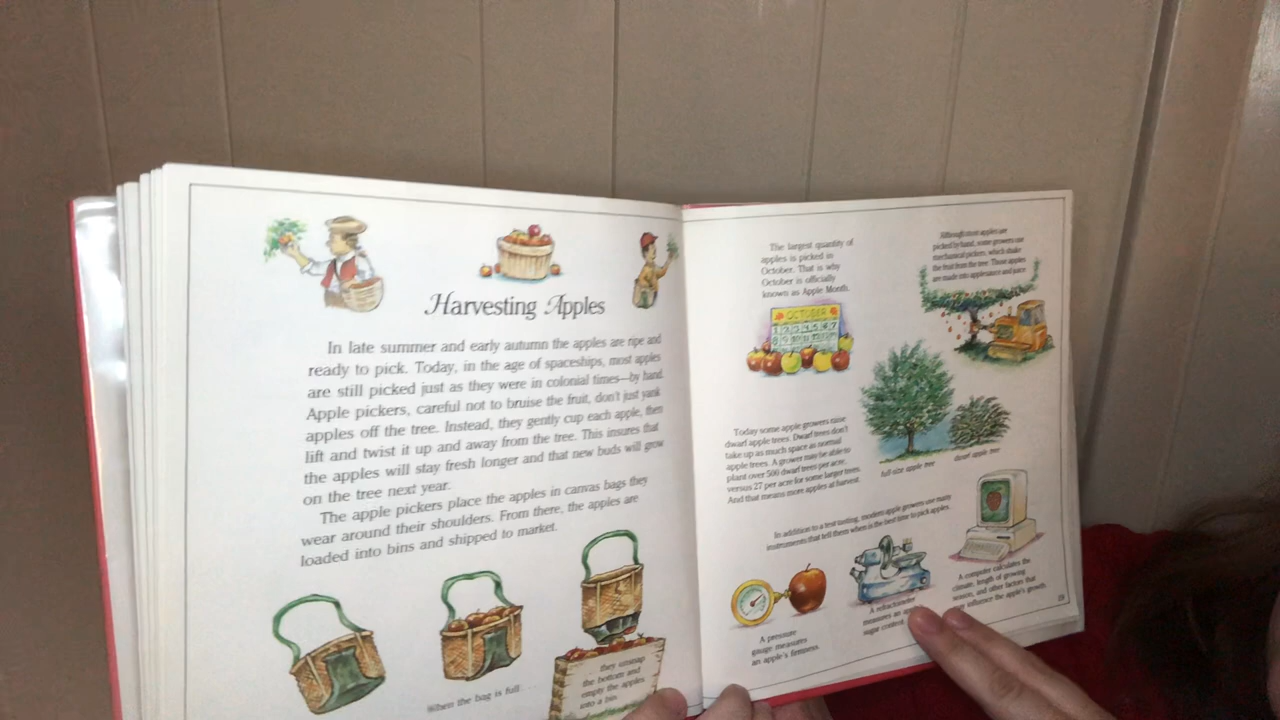 Harvesting Apples
In late summer and early autumn the apples are ripe and
ready to pick. Today, in the age of spaceships, most apples
are still picked just as they were in colonial times—by hand.
Apple pickers, careful not to bruise the fruit, don't just yank
apples off the tree. Instead, they gently cup each apple, then
lift and twist it up and away from the tree. This insures that
the apples will stay fresh longer and that new buds will grow
on the tree next year.
The apple pickers place the apples in canvas bags they
wear around their shoulders. From there, the apples are
loaded into bins and shipped to market.
When the bag is full . . .
they unsnap
the bottom and
empty the apples
into a bin.
The largest quantity of
apples is picked in
October. That is why
October is officially
known as Apple Month.
OCTOBER
1 2 3 4 5 6 7
8 9
Although most apples are
picked by hand, some growers use
mechanical pickers, which shake
the fruit from the tree. These apples
are made into applesauce and juice
Today some apple growers raise
dwarf apple trees. Dwarf trees don't
take up as much space as normal
apple trees. A grower may be able to
plant over 500 dwarf trees per acre,
versus 27 per acre for some larger trees.
And that means more apples at harvest.
full-size apple tree
dwarf apple tree
In addition to a test tasting, modern apple growers use many
instruments that tell them when is the best time to pick apples.
A pressure
gauge measures
an apple's firmness.
A refractometer
measures an
sugar content.
A computer calculates the
climate, length of growing
season, and other factors that
influence the apple's growth.